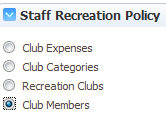 Staff Recreation Policy
Club Expenses
Club Categories
Recreation Clubs
Club Members